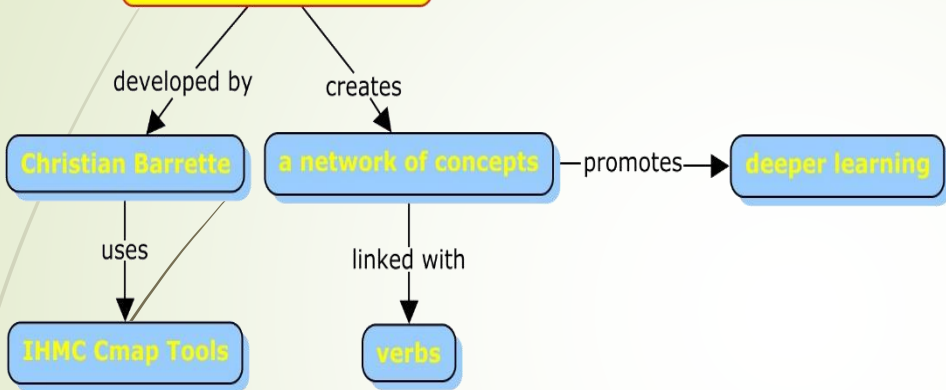 developed by
creates
Christian Barrette
a network of concepts
promotes
deeper learning
uses
linked with
IHMC Cmap Tools
verbs